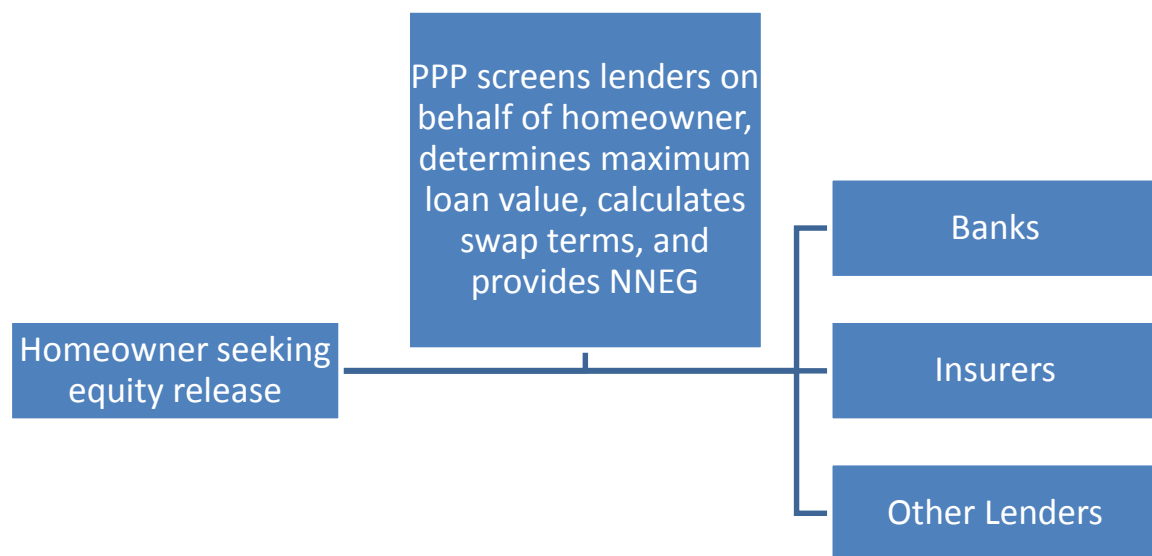 PPP screens lenders on
behalf of homeowner,
determines maximum
loan value, calculates
swap terms, and
provides NNEG
Homeowner seeking
equity release
Banks
Insurers
Other Lenders